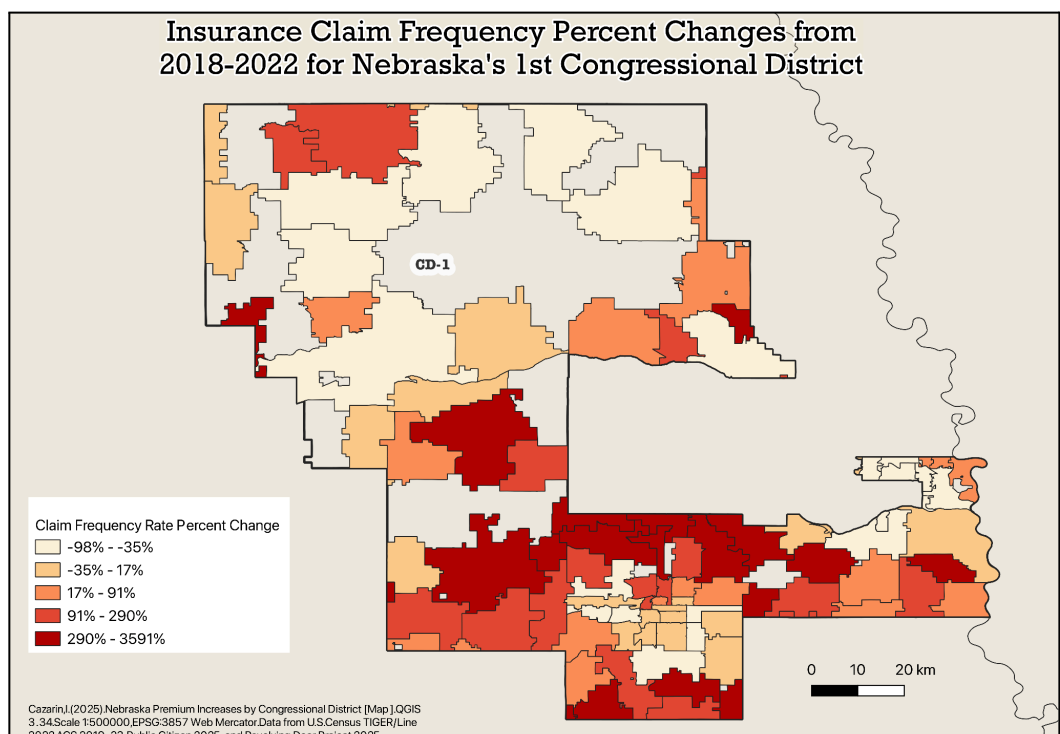 Insurance Claim Frequency Percent Changes from
2018-2022 for Nebraska's 1st Congressional District
CD-1
Claim Frequency Rate Percent Change
-98% - -35%
-35% - 17%
17% - 91%
91% - 290%
290% - 3591%
0 10 20 km
Cazarin,I.(2025).Nebraska Premium Increases by Congressional District [Map].QGIS
3.34.Scale 1:500000,EPSG:3857 Web Mercator.Data from U.S.Census TIGER/Line